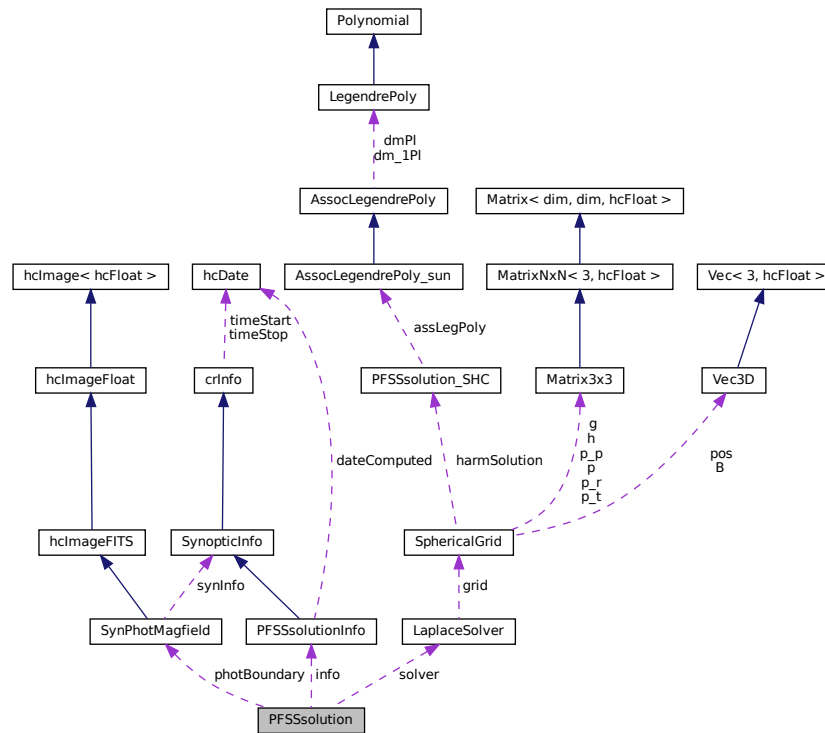 Polynomial
LegendrePoly
dmPl
dm_1Pl
AssocLegendrePoly
Matrix< dim, dim, hcFloat >
hcImage< hcFloat >
hcDate
AssocLegendrePoly_sun
MatrixNxN< 3, hcFloat >
Vec< 3, hcFloat >
timeStart
timeStop
assLegPoly
hcImageFloat
crInfo
PFSSsolution_SHC
Matrix3x3
Vec3D
dateComputed
harmSolution
g
h
p_p
p
p_r
p_t
pos
B
hcImageFITS
SynopticInfo
SphericalGrid
synInfo
grid
SynPhotMagfield
PFSSsolutionInfo
LaplaceSolver
photBoundary
info
solver
PFSSsolution